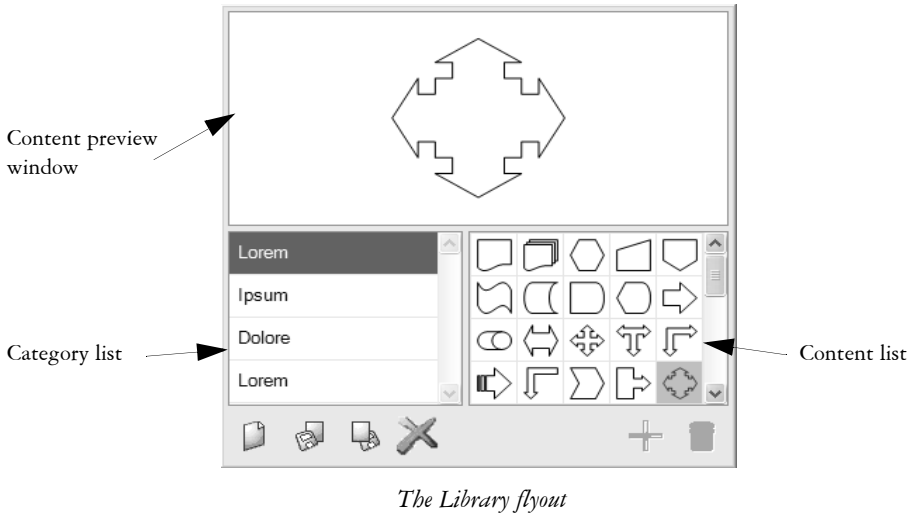 Content preview
window
Lorem
Ipsum
Dolore
Category list
Content list
Lorem
The Library flyout